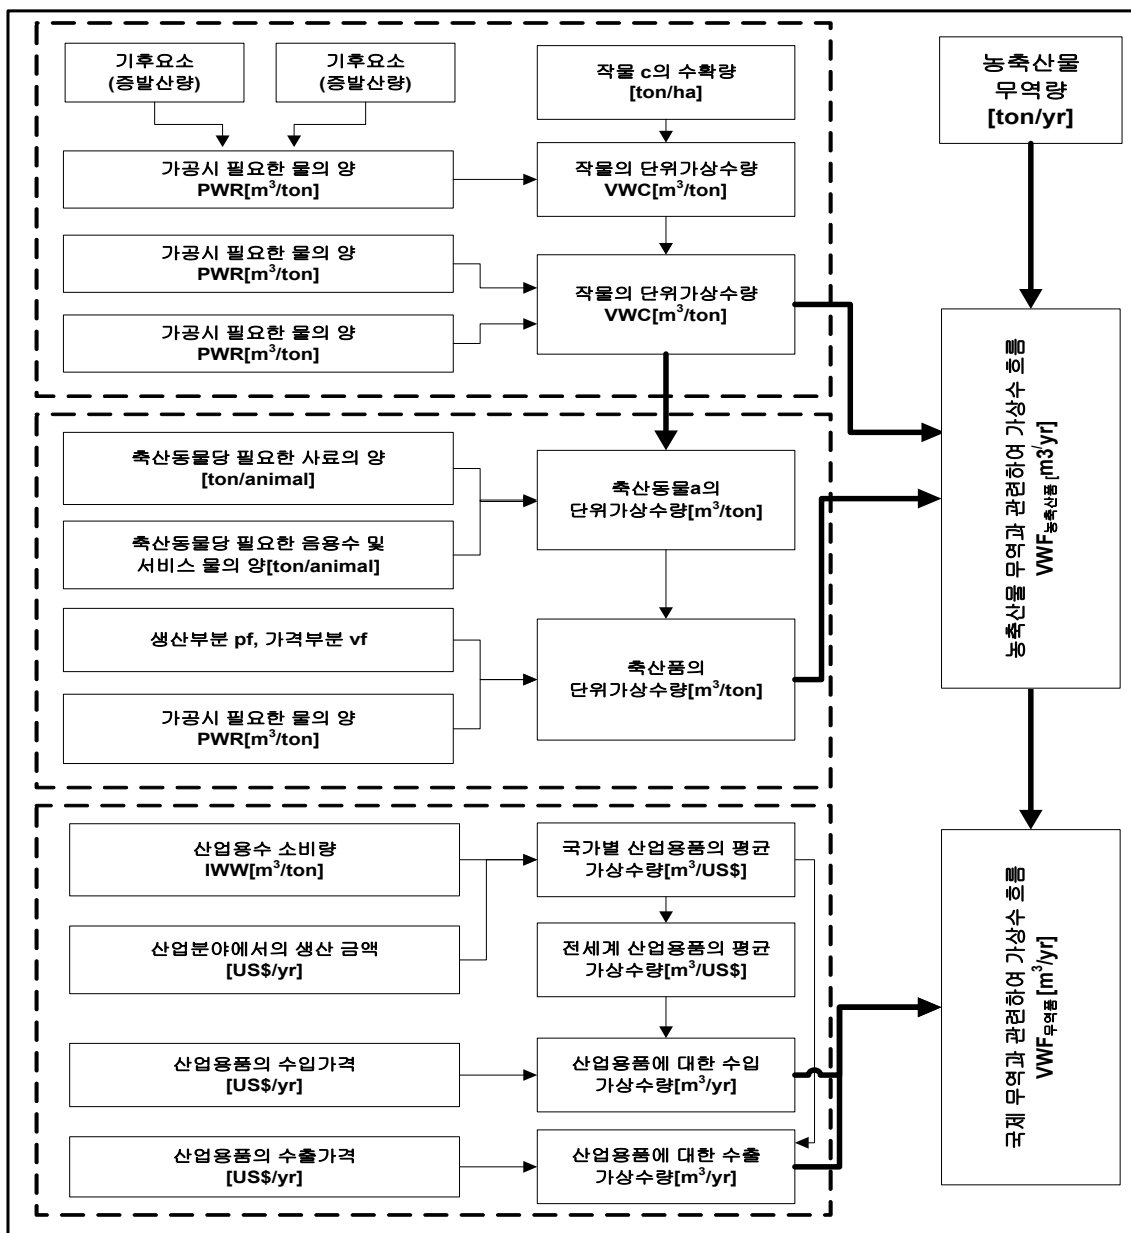 기후요소
(증발산량)
기후요소
(증발산량)
작물 c의 수확량
[ton/ha]
농축산물
무역량
[ton/yr]
가공시 필요한 물의 양
PWR[m³/ton]
작물의 단위가상수량
VWC[m³/ton]
가공시 필요한 물의 양
PWR[m³/ton]
작물의 단위가상수량
VWC[m³/ton]
가공시 필요한 물의 양
PWR[m³/ton]
농축산물 무역과 관련하여 가상수 흐름
VWF농축산품 [m3/yr]
축산동물당 필요한 사료의 양
[ton/animal]
축산동물a의
단위가상수량[m³/ton]
축산동물당 필요한 음용수 및
서비스 물의 양[ton/animal]
생산부분 pf, 가격부분 vf
축산품의
단위가상수량[m³/ton]
가공시 필요한 물의 양
PWR[m³/ton]
산업용수 소비량
IWW[m³/ton]
국가별 산업용품의 평균
가상수량[m³/US$]
산업분야에서의 생산 금액
[US$/yr]
전세계 산업용품의 평균
가상수량[m³/US$]
국제 무역과 관련하여 가상수 흐름
VWF무역품 [m³/yr]
산업용품의 수입가격
[US$/yr]
산업용품에 대한 수입
가상수량[m³/yr]
산업용품의 수출가격
[US$/yr]
산업용품에 대한 수출
가상수량[m³/yr]